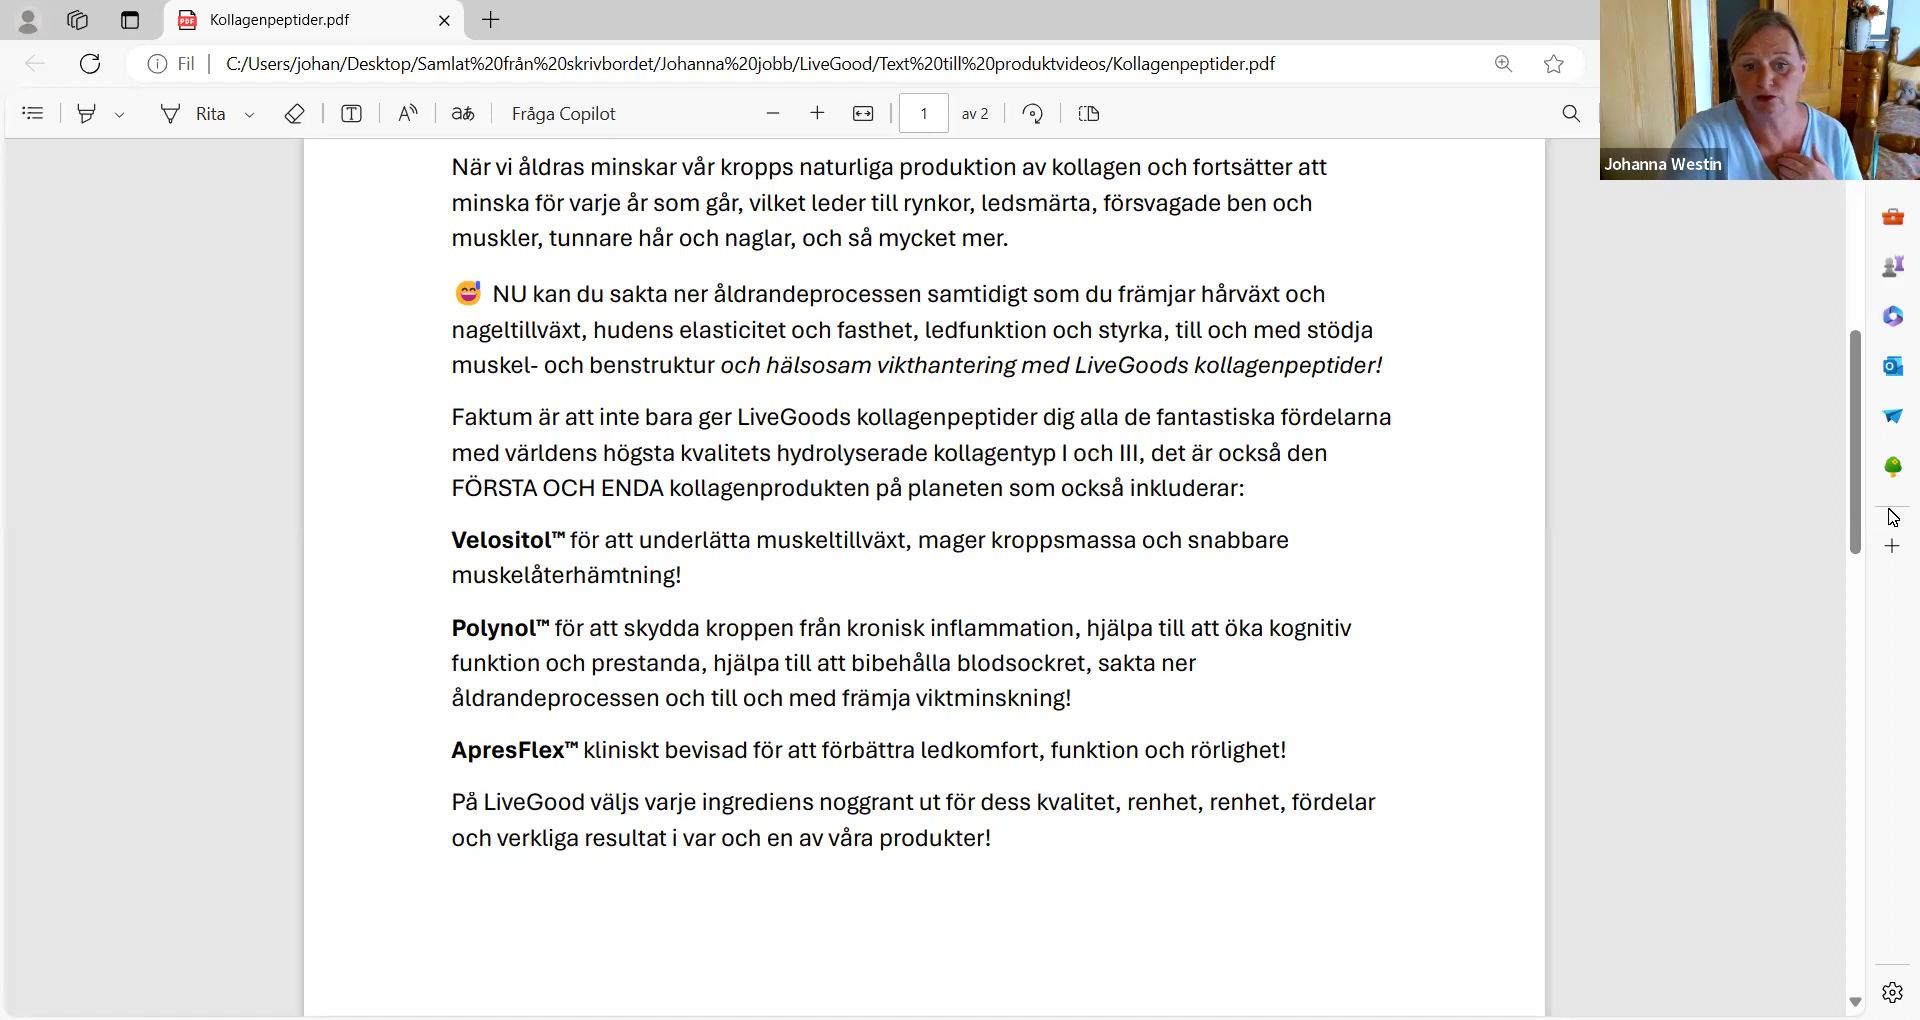 Kollagenpeptider.pdf
Fil
C:/Users/johan/Desktop/Samlat%20från%20skrivbordet/Johanna%20jobb/LiveGood/Text%20till%20produktvideos/Kollagenpeptider.pdf
Rita
Fråga Copilot
1 av 2
Johanna Westin
När vi åldras minskar vår kropps naturliga produktion av kollagen och fortsätter att
minska för varje år som går, vilket leder till rynkor, ledsmärta, försvagade ben och
muskler, tunnare hår och naglar, och så mycket mer.
😅 NU kan du sakta ner åldrandeprocessen samtidigt som du främjar hårväxt och
nageltillväxt, hudens elasticitet och fasthet, ledfunktion och styrka, till och med stödja
muskel- och benstruktur och hälsosam vikthantering med LiveGoods kollagenpeptider!
Faktum är att inte bara ger LiveGoods kollagenpeptider dig alla de fantastiska fördelarna
med världens högsta kvalitets hydrolyserade kollagentyp I och III, det är också den
FÖRSTA OCH ENDA kollagenprodukten på planeten som också inkluderar:
Velositol™ för att underlätta muskeltillväxt, mager kroppsmassa och snabbare
muskelåterhämtning!
Polynol™ för att skydda kroppen från kronisk inflammation, hjälpa till att öka kognitiv
funktion och prestanda, hjälpa till att bibehålla blodsockret, sakta ner
åldrandeprocessen och till och med främja viktminskning!
ApresFlex™ kliniskt bevisad för att förbättra ledkomfort, funktion och rörlighet!
På LiveGood väljs varje ingrediens noggrant ut för dess kvalitet, renhet, renhet, fördelar
och verkliga resultat i var och en av våra produkter!